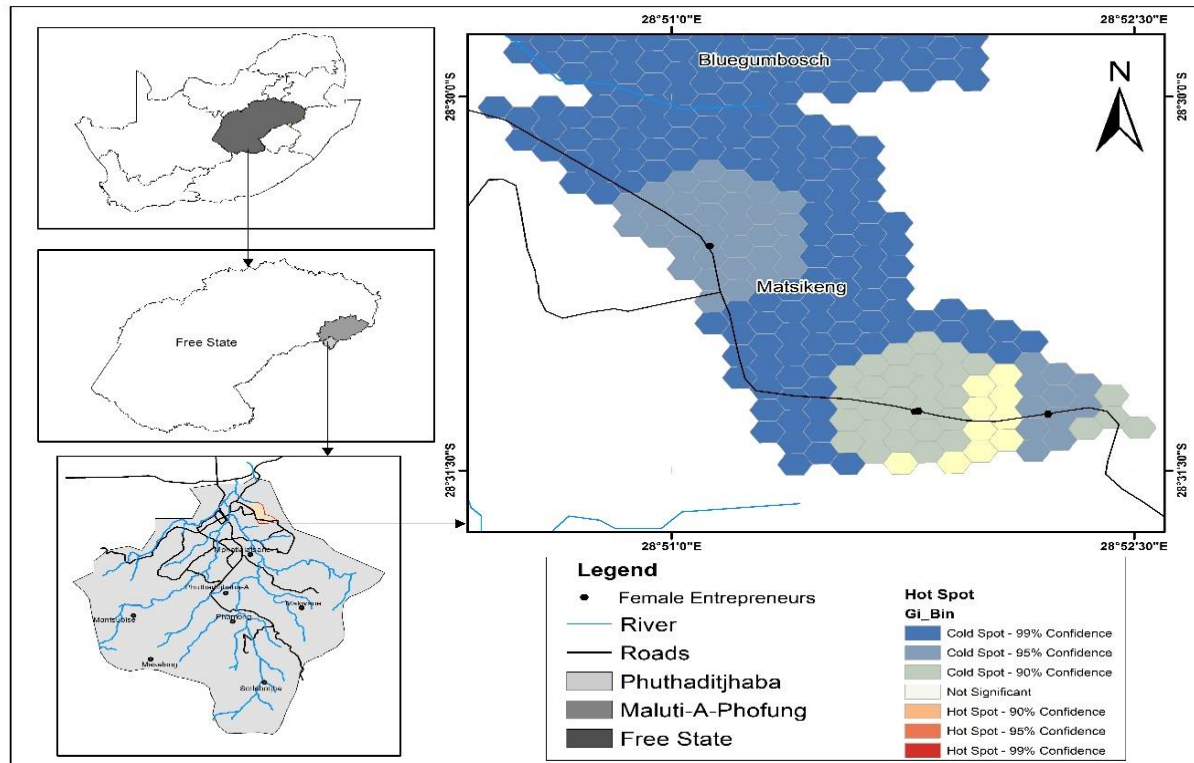 28°51'0"E
28°52'30"E
Bluegumbosch
N
28°30'0"S
28°30'0"S
Matsikeng
Free State
28°31'30"S
28°31'30"S
28°51'0"E
28°52'30"E
Phuthaditjhaba-A
Phamong
Mantsubise
Legend
Female Entrepreneurs
River
Roads
Phuthaditjhaba
Maluti-A-Phofung
Free State
Hot Spot
Gi_Bin
Cold Spot - 99% Confidence
Cold Spot - 95% Confidence
Cold Spot - 90% Confidence
Not Significant
Hot Spot - 90% Confidence
Hot Spot - 95% Confidence
Hot Spot - 99% Confidence